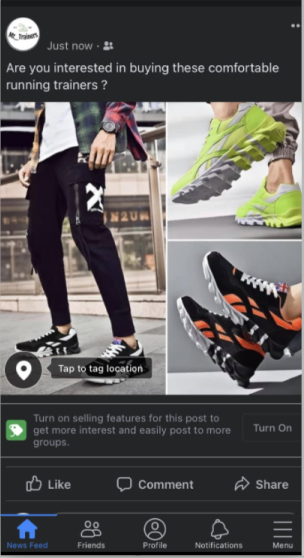 Mr_Trainers
Just now ·
Are you interested in buying these comfortable
running trainers ?
Tap to tag location
Turn on selling features for this post to
get more interest and easily post to more
groups.
Turn On
Like
Comment
Share
News Feed
Friends
Profile
Notifications
Menu